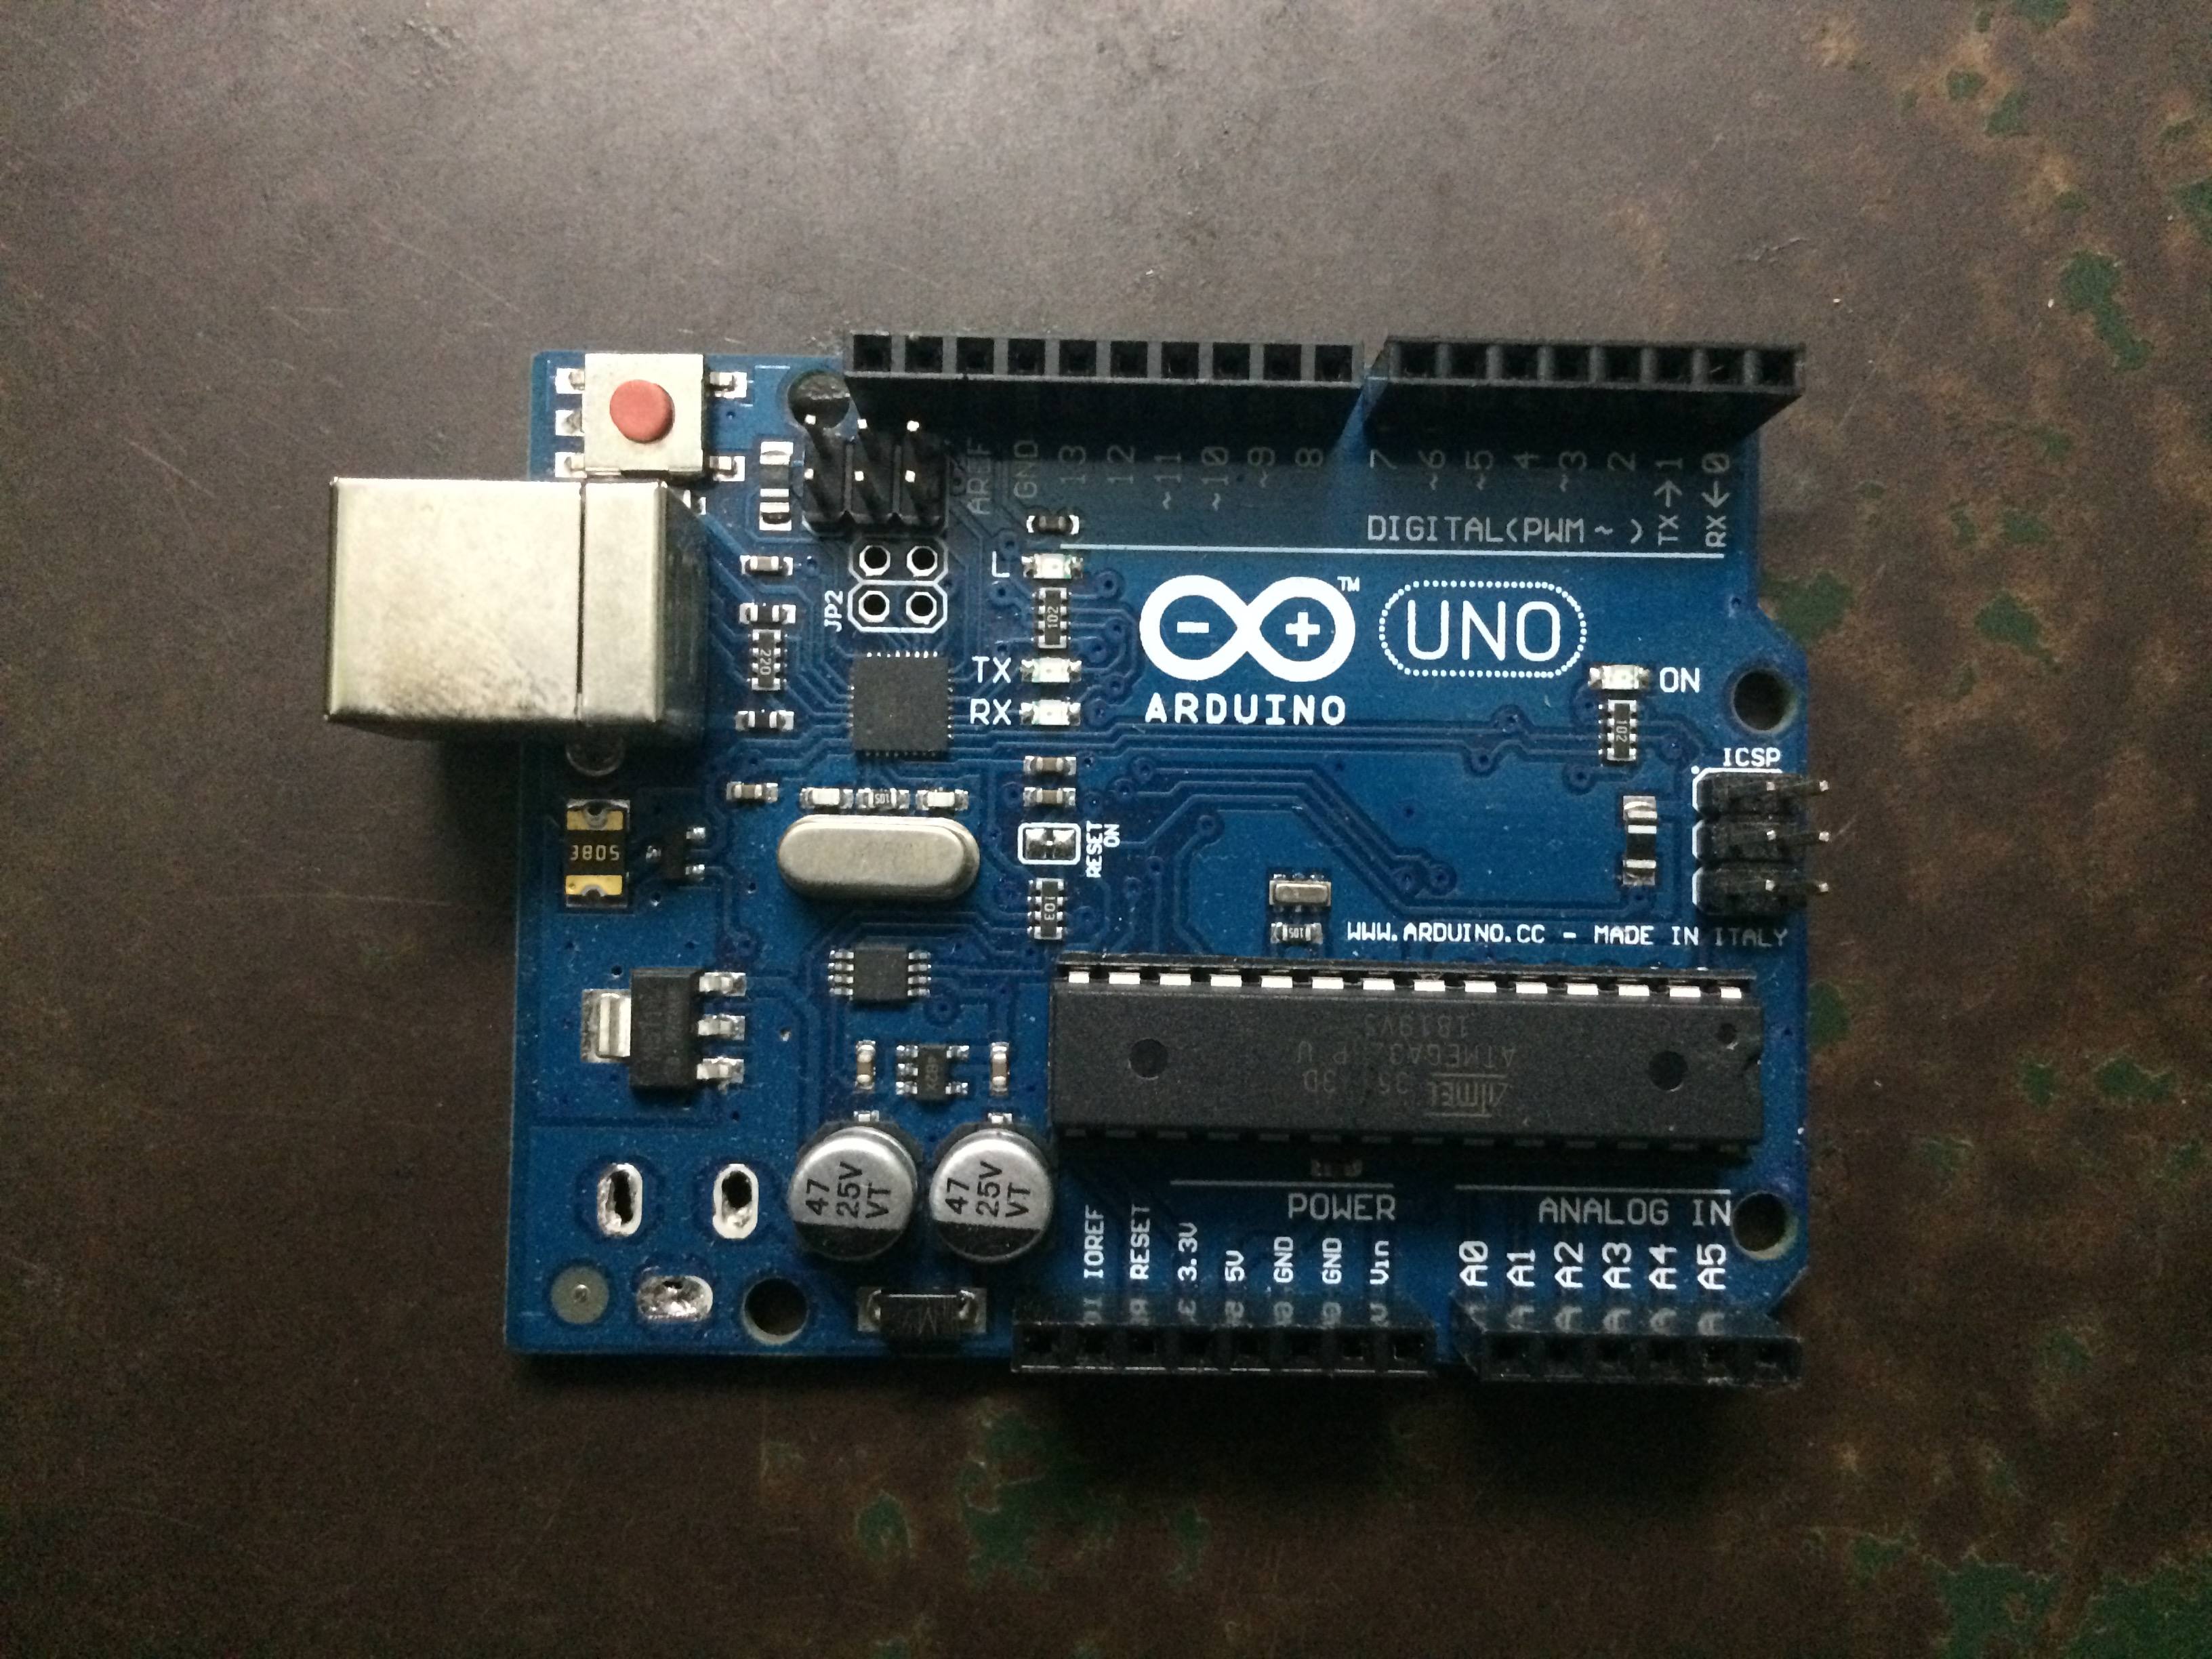 47
25V
VT
47
25V
VT
220
JP2
RX
TX
L
103
102
RESET
ON
IOREF
RESET
3.3V
5V
GND
GND
Vin
POWER
A0
A1
A2
A3
A4
A5
ANALOG IN
ATMEL
WWW.ARDUINO.CC - MADE IN ITALY
ARDUINO
TM
UNO
102
ON
ICSP
AREF
GND
13
12
~11
~10
~9
8
7
~6
~5
4
~3
2
TX→1
RX←0
DIGITAL(PWM ~ )